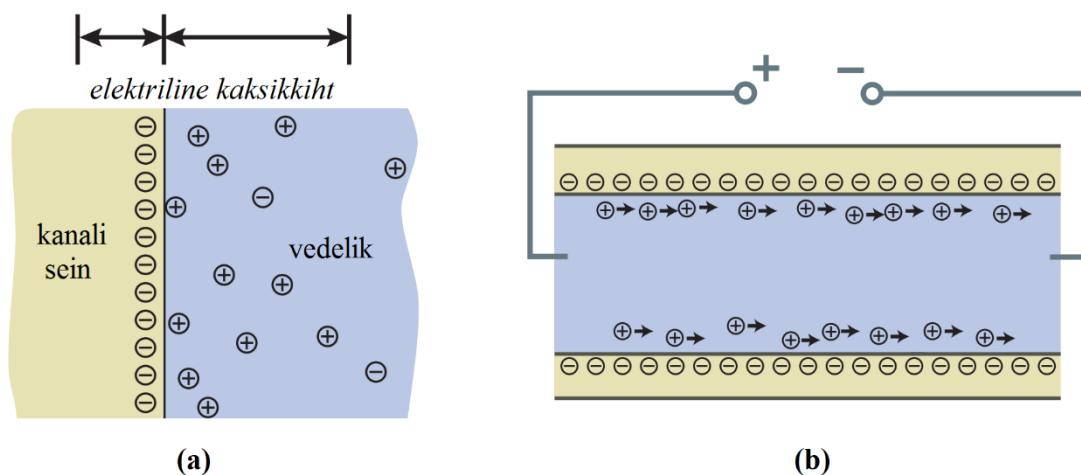 elektriline kaksikkiht
kanali
sein
vedelik
+
−
(a)
(b)